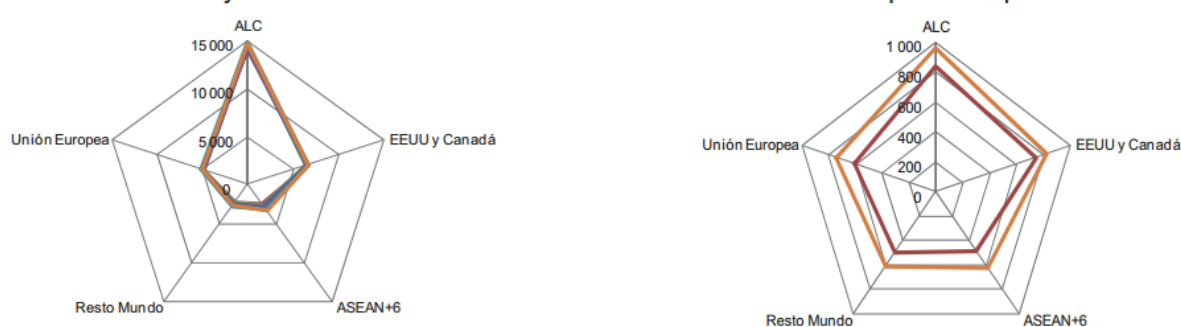 ALC
15 000
10 000
5 000
0
Unión Europea
EEUU y Canadá
Resto Mundo
ASEAN+6
ALC
1 000
800
600
400
200
0
Unión Europea
EEUU y Canadá
Resto Mundo
ASEAN+6